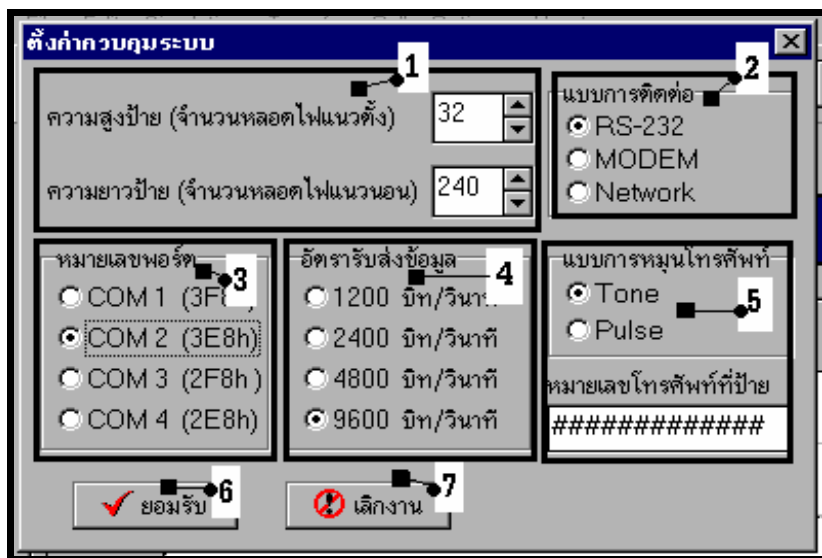 ตั้งค่าควบคุมระบบ
1
2
ความสูงป้าย (จำนวนหลอดไฟแนวตั้ง) 32
ความยาวป้าย (จำนวนหลอดไฟแนวนอน) 240
แบบการติดต่อ
RS-232
MODEM
Network
หมายเลขพอร์ต
3
COM 1 (3F8
COM 2 (3E8h)
COM 3 (2F8h )
COM 4 (2E8h)
อัตรารับส่งข้อมูล
4
1200 บิท/วินาที
2400 บิท/วินาที
4800 บิท/วินาที
9600 บิท/วินาที
แบบการหมุนโทรศัพท์
Tone
5
Pulse
หมายเลขโทรศัพท์ที่ป้าย
#############
6
ยอมรับ
7
เลิกงาน